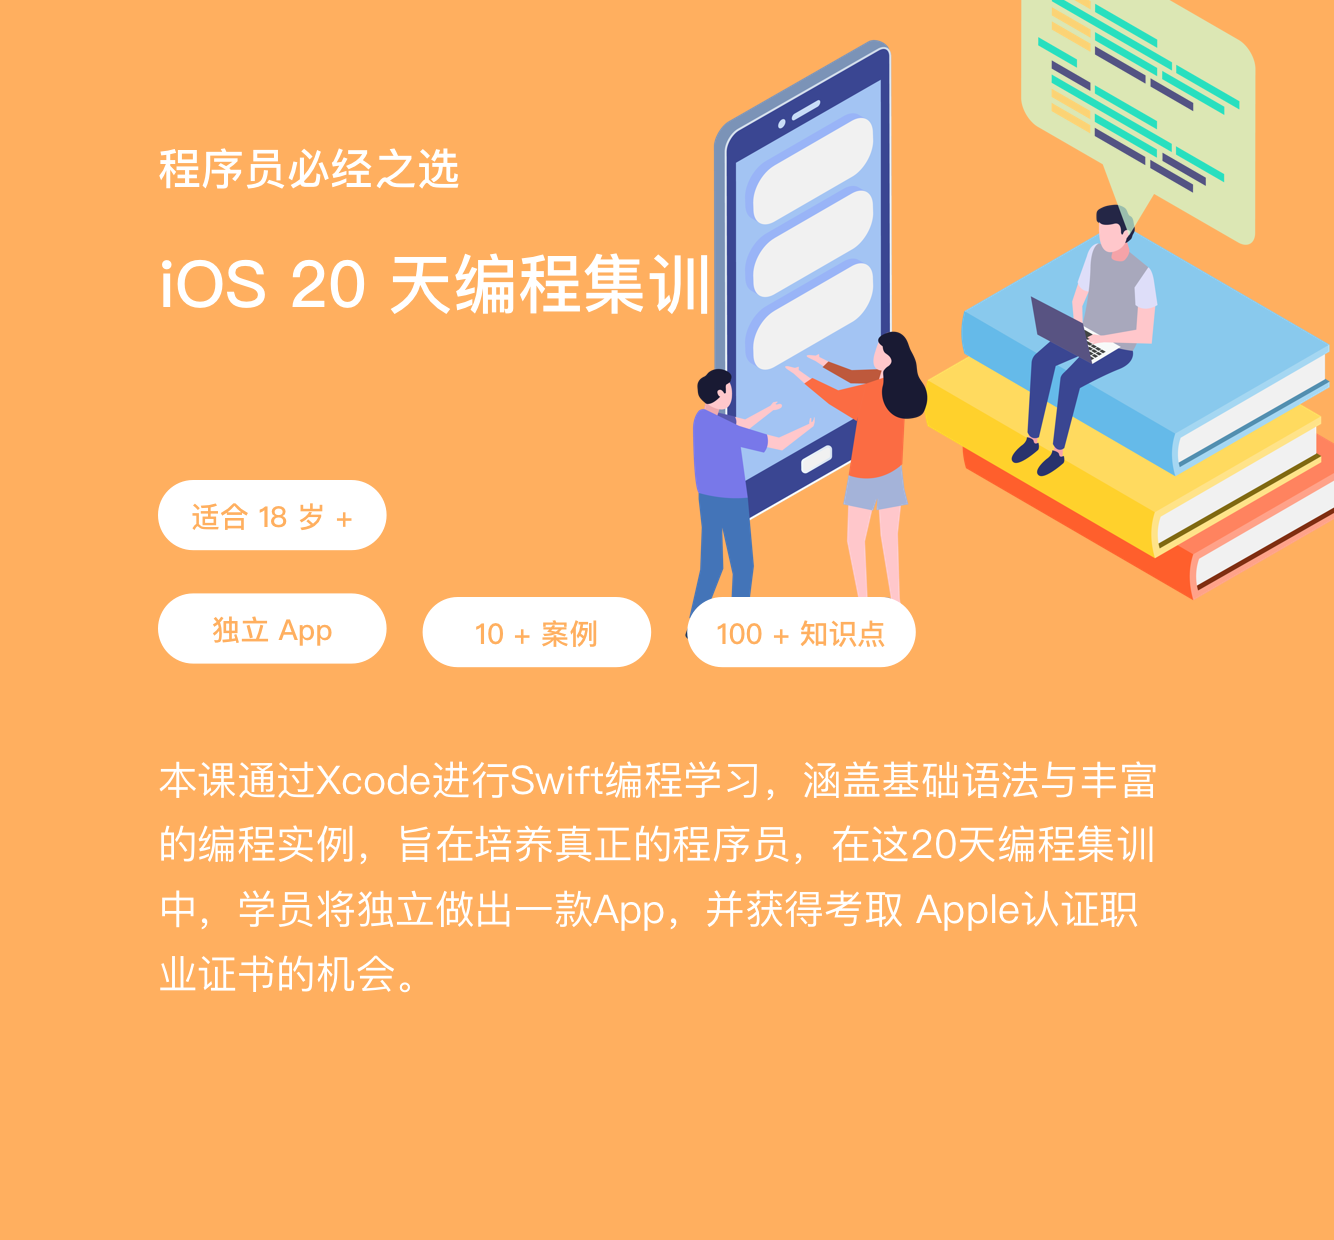 程序员必经之选
iOS 20 天编程集训
适合 18 岁 +
独立 App
10 + 案例
100 + 知识点
本课通过Xcode进行Swift编程学习，涵盖基础语法与丰富
的编程实例，旨在培养真正的程序员，在这20天编程集训
中，学员将独立做出一款App，并获得考取 Apple认证职
业证书的机会。